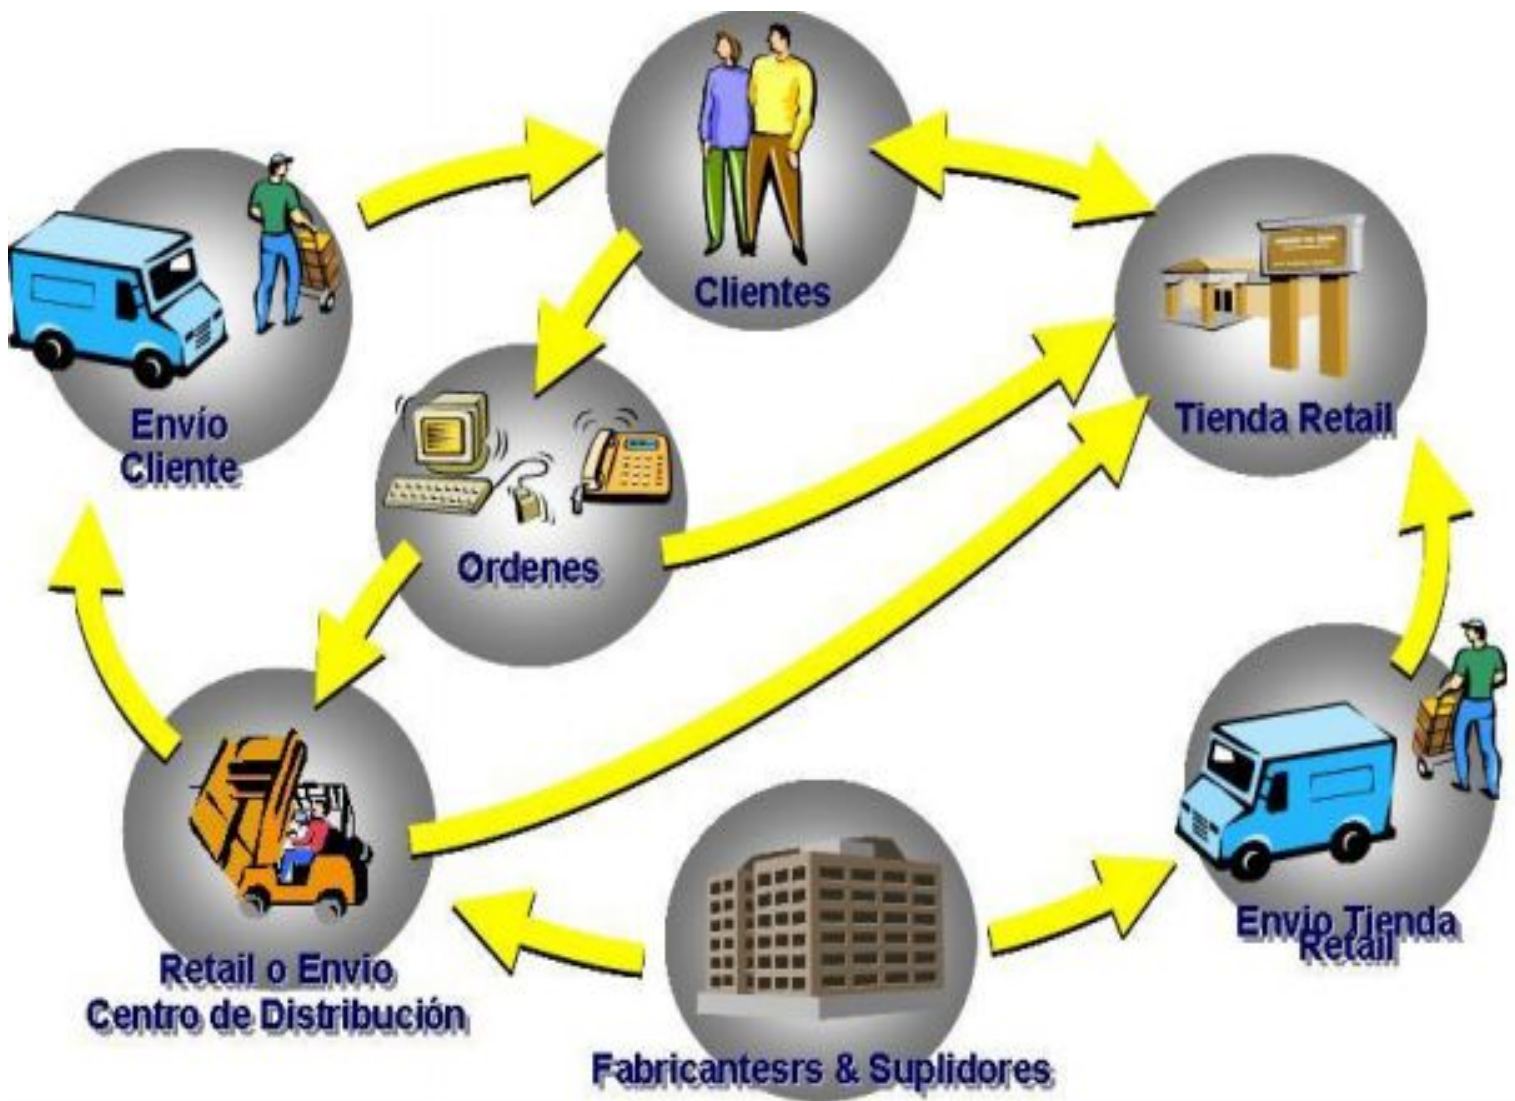 Clientes
Envío
Cliente
Tienda Retail
Ordenes
Envio Tienda
Retail
Retail o Envio
Centro de Distribución
Fabricantesrs & Suplidores